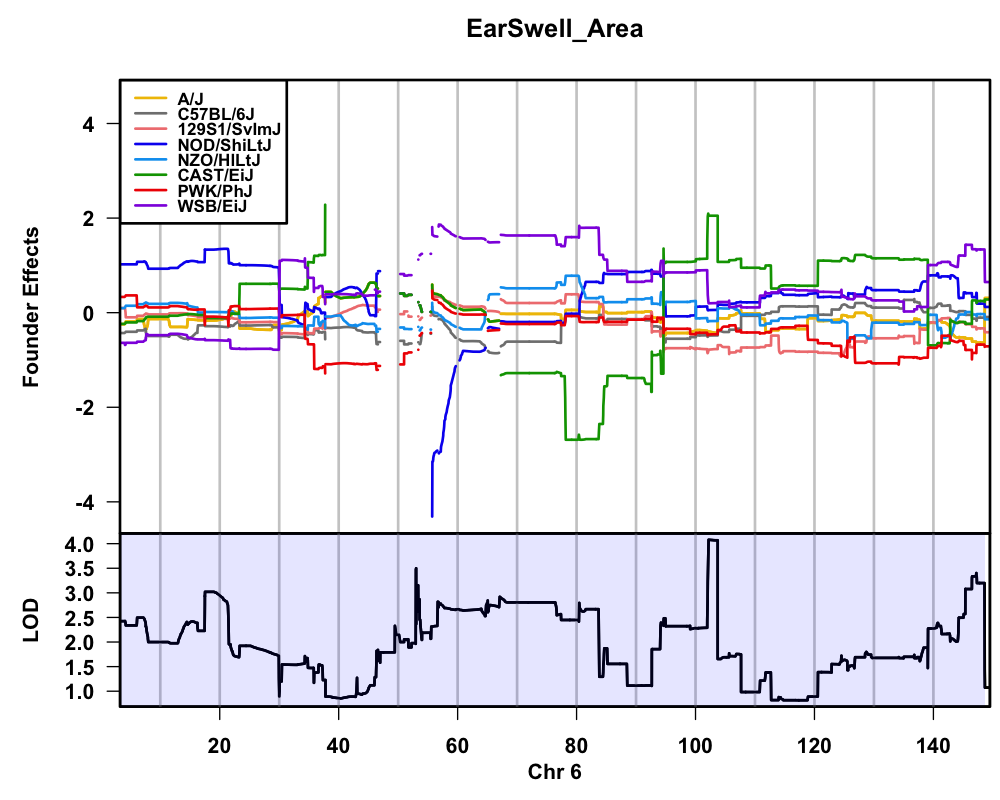 EarSwell_Area
A/J
C57BL/6J
129S1/SvImJ
NOD/ShiLtJ
NZO/HlLtJ
CAST/EiJ
PWK/PhJ
WSB/EiJ
4
2
0
-2
-4
Founder Effects
4.0
3.5
3.0
2.5
2.0
1.5
1.0
LOD
20 40 60 80 100 120 140
Chr 6